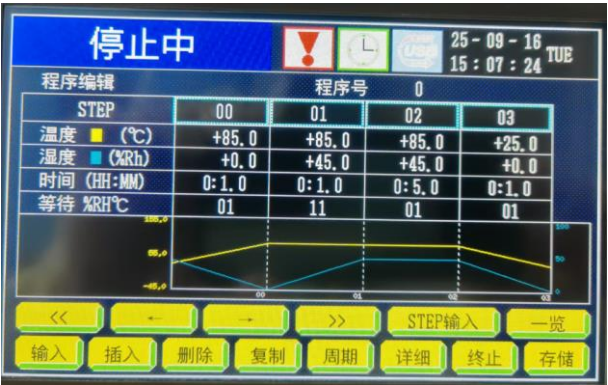 停止中 USB 25-09-16 TUE
15:07:24
程序编辑 程序号 0
STEP 00 01 02 03
温度 (℃) +85.0 +85.0 +85.0 +25.0
湿度 (%Rh) +0.0 +45.0 +45.0 +0.0
时间 (HH:MM) 0:1.0 0:1.0 0:5.0 0:1.0
等待 %RH℃ 01 11 01 01
155.0 100
55.0 50
-45.0 0
00 01 02 03
<< ← → >> STEP输入 一览
输入 插入 删除 复制 周期 详细 终止 存储